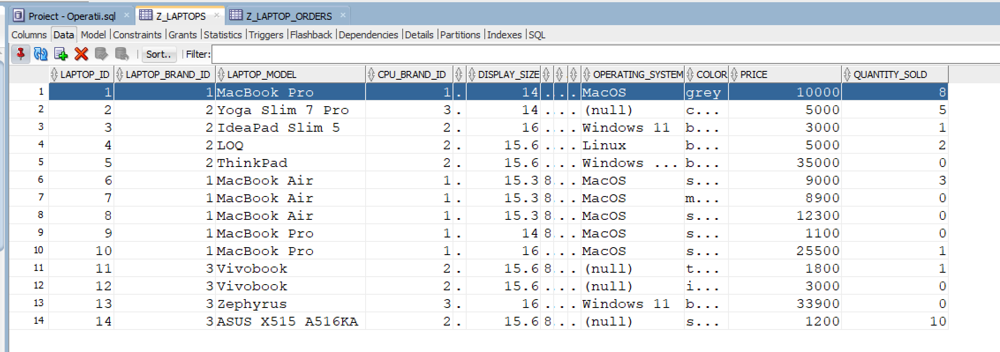 Proiect - Operatii.sql × Z_LAPTOPS × Z_LAPTOP_ORDERS ×
Columns Data Model Constraints Grants Statistics Triggers Flashback Dependencies Details Partitions Indexes SQL
Sort.. Filter:
LAPTOP_ID LAPTOP_BRAND_ID LAPTOP_MODEL CPU_BRAND_ID DISPLAY_SIZE OPERATING_SYSTEM COLOR PRICE QUANTITY_SOLD
1 1 1 MacBook Pro 1 . 14 . . . MacOS grey 10000 8
2 2 2 Yoga Slim 7 Pro 3 . 14 ... . (null) c... 5000 5
3 3 2 IdeaPad Slim 5 2 . 16 ... . Windows 11 b... 3000 1
4 4 2 LOQ 2 . 15.6 ... . Linux b... 5000 2
5 5 2 ThinkPad 2 . 15.6 ... . Windows ... b... 35000 0
6 6 1 MacBook Air 1 . 15.3 8 . . . MacOS s... 9000 3
7 7 1 MacBook Air 1 . 15.3 8 . . . MacOS m... 8900 0
8 8 1 MacBook Air 1 . 15.3 8 . . . MacOS s... 12300 0
9 9 1 MacBook Pro 1 . 14 8 . . . MacOS s... 1100 0
10 10 1 MacBook Pro 1 . 16 ... . MacOS s... 25500 1
11 11 3 Vivobook 2 . 15.6 8 . . . (null) t... 1800 1
12 12 3 Vivobook 2 . 15.6 ... . (null) i... 3000 0
13 13 3 Zephyrus 3 . 16 ... . Windows 11 b... 33900 0
14 14 3 ASUS X515 A516KA 2 . 15.6 8 . . . (null) s... 1200 10